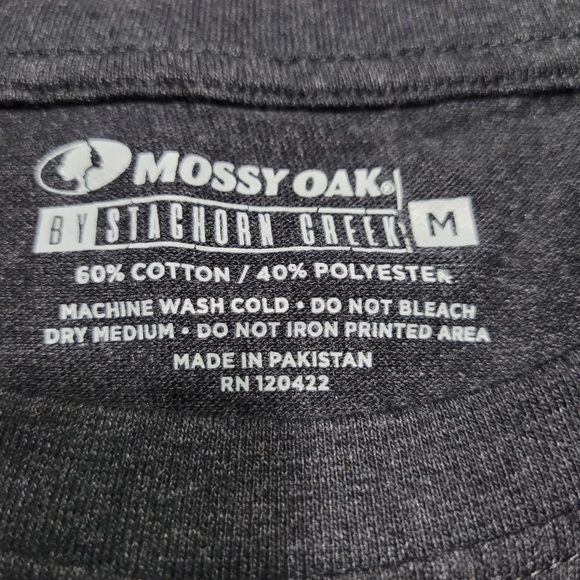 MOSSY OAK®
BY STAGHORN CREEK M
60% COTTON / 40% POLYESTER
MACHINE WASH COLD • DO NOT BLEACH
DRY MEDIUM • DO NOT IRON PRINTED AREA
MADE IN PAKISTAN
RN 120422